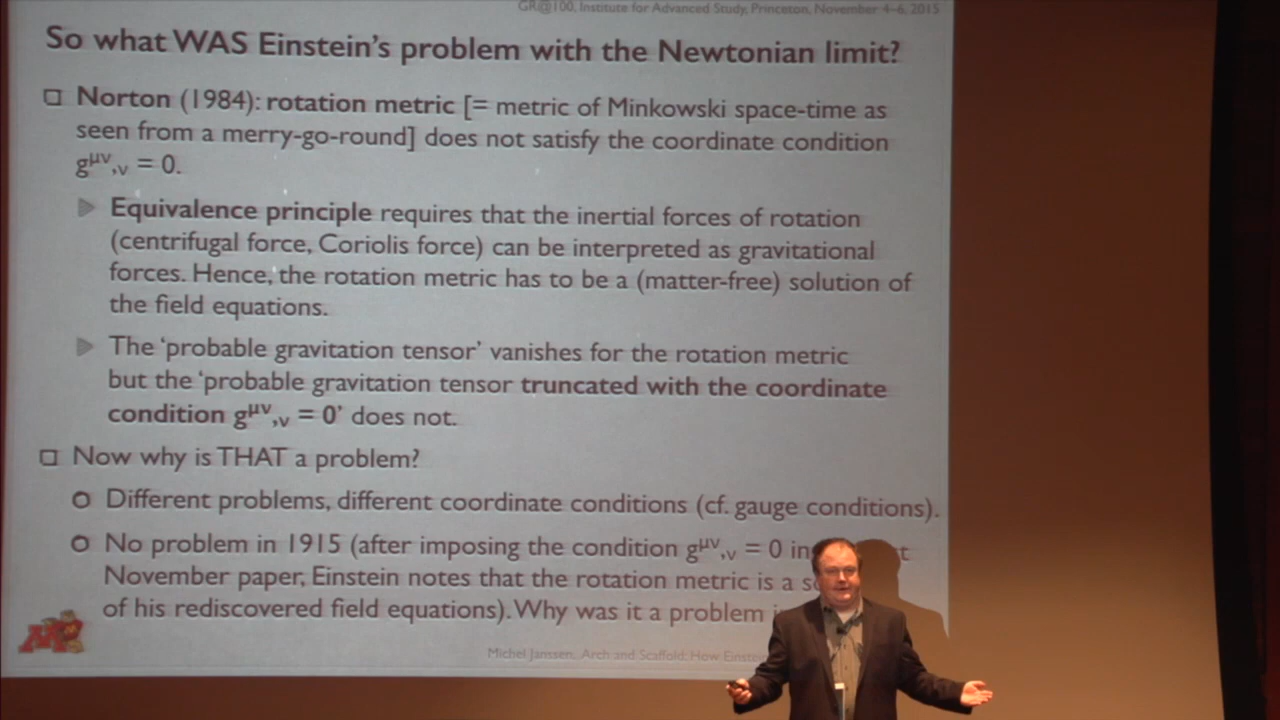 GR@100, Institute for Advanced Study, Princeton, November 4-6, 2015
So what WAS Einstein's problem with the Newtonian limit?
Norton (1984): rotation metric [= metric of Minkowski space-time as
seen from a merry-go-round] does not satisfy the coordinate condition
gμν,ν = 0.
Equivalence principle requires that the inertial forces of rotation
(centrifugal force, Coriolis force) can be interpreted as gravitational
forces. Hence, the rotation metric has to be a (matter-free) solution of
the field equations.
The 'probable gravitation tensor' vanishes for the rotation metric
but the 'probable gravitation tensor truncated with the coordinate
condition gμν,ν = 0' does not.
Now why is THAT a problem?
Different problems, different coordinate conditions (cf. gauge conditions).
No problem in 1915 (after imposing the condition gμν,ν = 0 in
November paper, Einstein notes that the rotation metric is a
of his rediscovered field equations). Why was it a problem
Michel Janssen, Arch and Scaffold: How